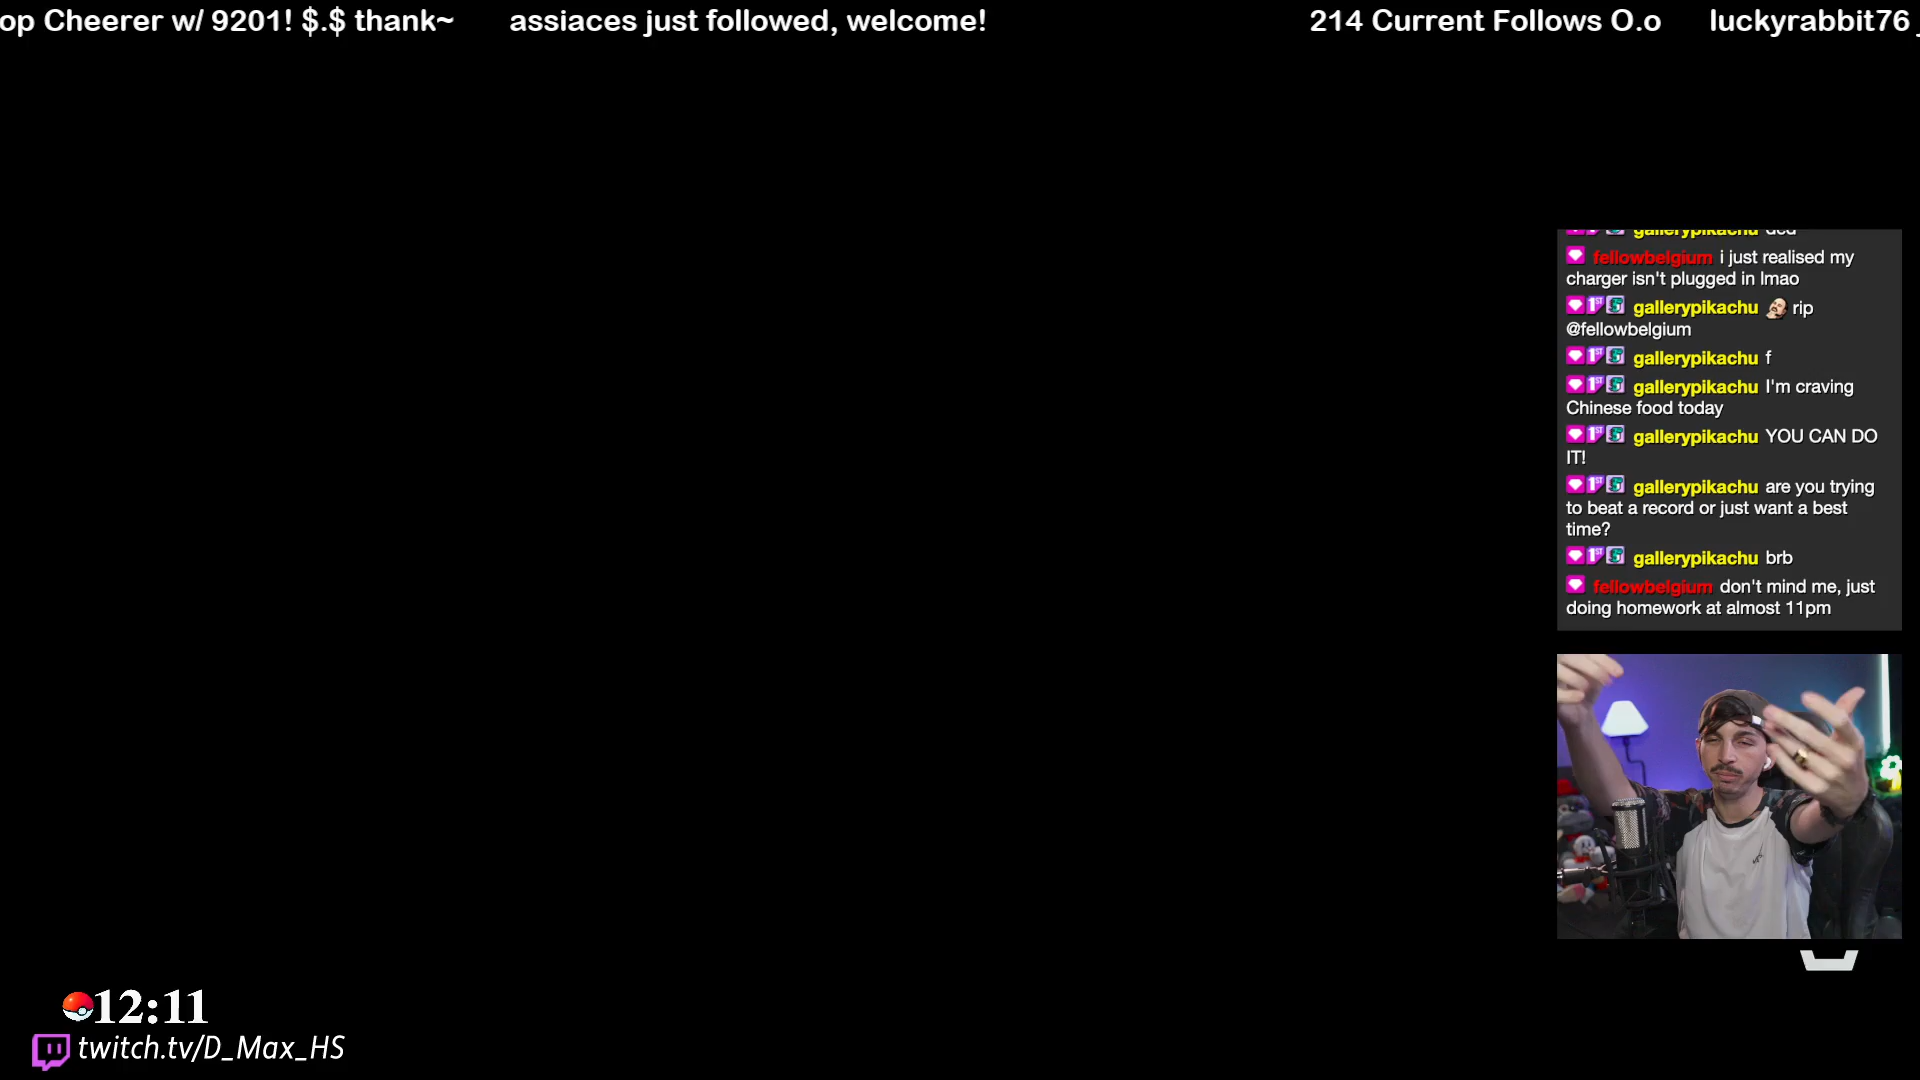 op Cheerer w/ 9201! $.$ thank~ assiaces just followed, welcome! 214 Current Follows O.o luckyrabbit76
gallerypikachu ded
fellowbelgium i just realised my
charger isn't plugged in lmao
gallerypikachu rip
@fellowbelgium
gallerypikachu f
gallerypikachu I'm craving
Chinese food today
gallerypikachu YOU CAN DO
IT!
gallerypikachu are you trying
to beat a record or just want a best
time?
gallerypikachu brb
fellowbelgium don't mind me, just
doing homework at almost 11pm
12:11
twitch.tv/D_Max_HS